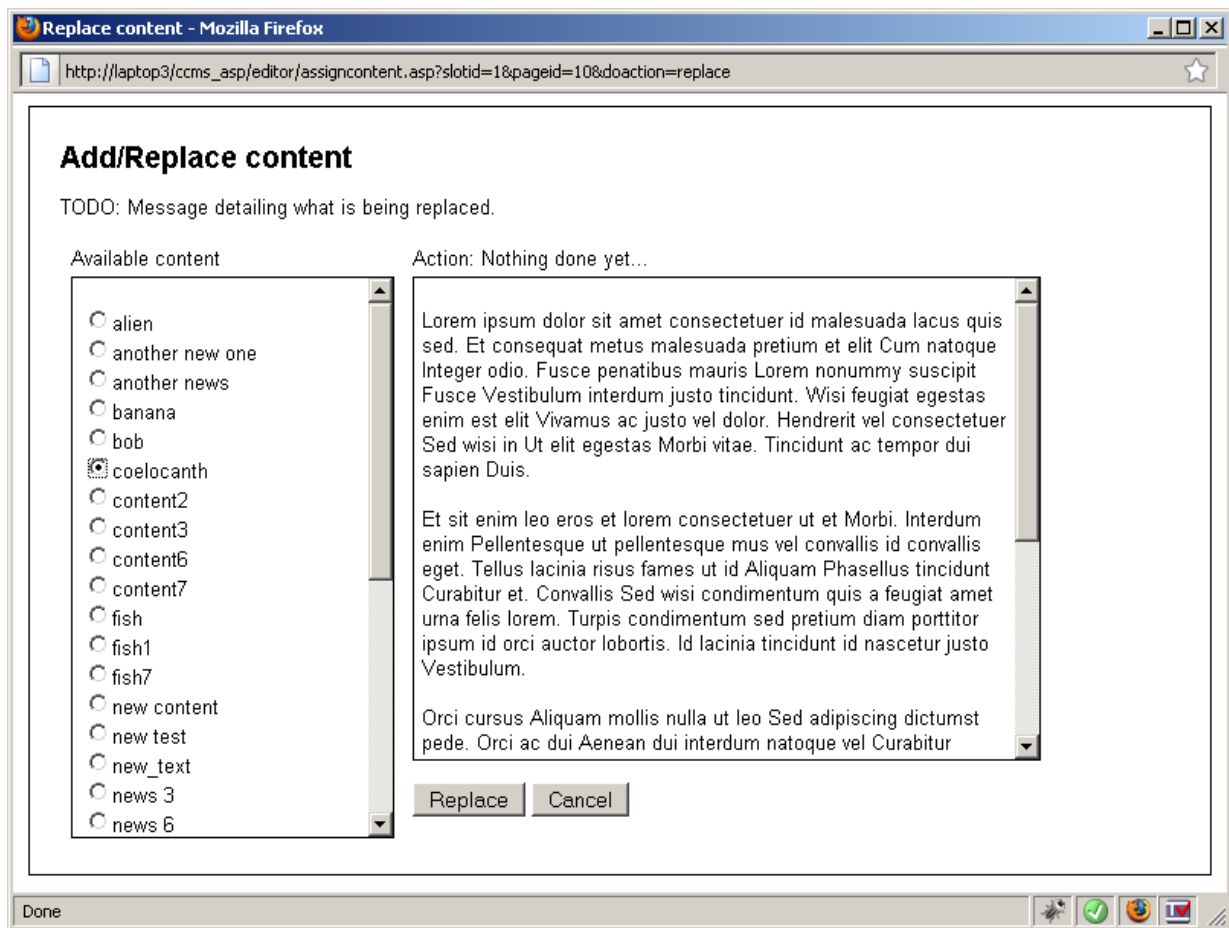 Replace content - Mozilla Firefox
http://laptop3/ccms_asp/editor/assigncontent.asp?slotid=1&pageid=10&doaction=replace
Add/Replace content
TODO: Message detailing what is being replaced.
Available content
alien
another new one
another news
banana
bob
coelocanth
content2
content3
content6
content7
fish
fish1
fish7
new content
new test
new_text
news 3
news 6
Action: Nothing done yet...
Lorem ipsum dolor sit amet consectetuer id malesuada lacus quis
sed. Et consequat metus malesuada pretium et elit Cum natoque
Integer odio. Fusce penatibus mauris Lorem nonummy suscipit
Fusce Vestibulum interdum justo tincidunt. Wisi feugiat egestas
enim est elit Vivamus ac justo vel dolor. Hendrerit vel consectetuer
Sed wisi in Ut elit egestas Morbi vitae. Tincidunt ac tempor dui
sapien Duis.
Et sit enim leo eros et lorem consectetuer ut et Morbi. Interdum
enim Pellentesque ut pellentesque mus vel convallis id convallis
eget. Tellus lacinia risus fames ut id Aliquam Phasellus tincidunt
Curabitur et. Convallis Sed wisi condimentum quis a feugiat amet
urna felis lorem. Turpis condimentum sed pretium diam porttitor
ipsum id orci auctor lobortis. Id lacinia tincidunt id nascetur justo
Vestibulum.
Orci cursus Aliquam mollis nulla ut leo Sed adipiscing dictumst
pede. Orci ac dui Aenean dui interdum natoque vel Curabitur
Replace Cancel
Done